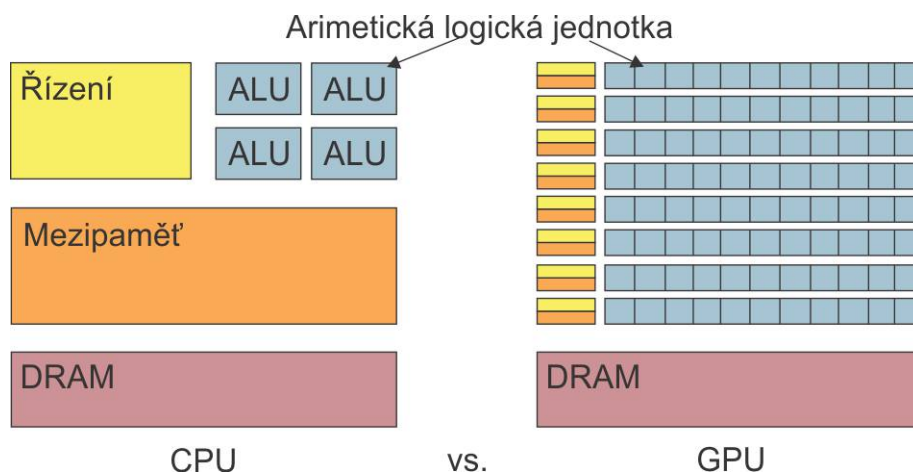 Arimetická logická jednotka
Řízení
ALU ALU
ALU ALU
Mezipaměť
DRAM
DRAM
CPU vs. GPU